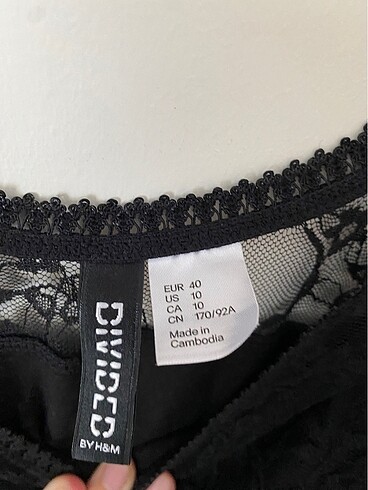 DIVIDED
BY H&M
EUR 40
US 10
CA 10
CN 170/92A
Made in
Cambodia